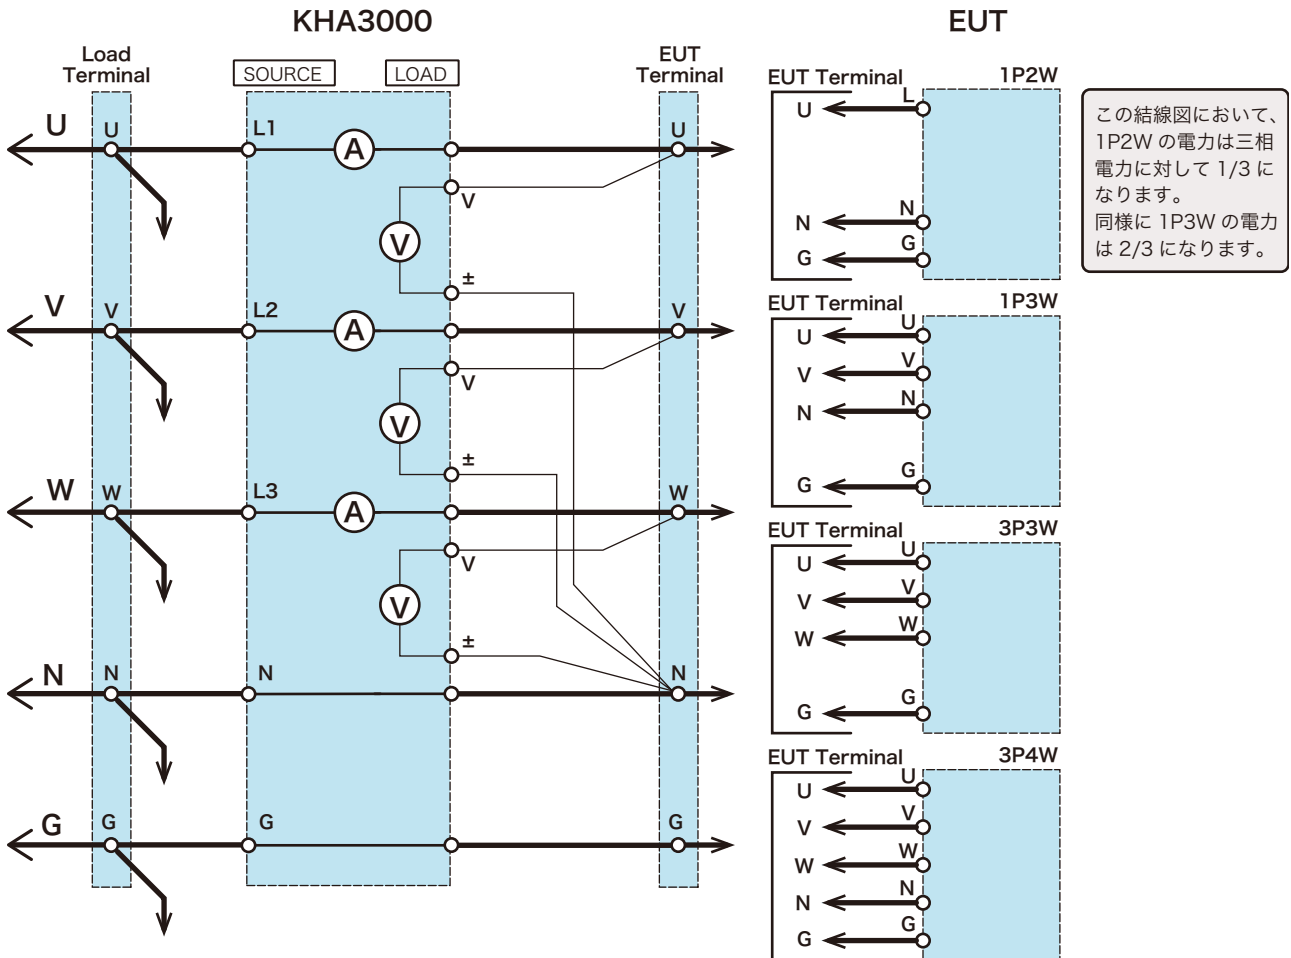 KHA3000
EUT
Load
Terminal
SOURCE
LOAD
EUT
Terminal
U
U
L1
A
U
V
V
±
V
V
L2
A
V
V
V
±
W
W
L3
A
W
V
V
±
N
N
N
N
G
G
G
G
EUT Terminal
1P2W
U
L
N
N
G
G
EUT Terminal
1P3W
U
U
V
V
N
N
G
G
EUT Terminal
3P3W
U
U
V
V
W
W
G
G
EUT Terminal
3P4W
U
U
V
V
W
W
N
N
G
G
この結線図において、
1P2W の電力は三相
電力に対して 1/3 に
なります。
同様に 1P3W の電力
は 2/3 になります。